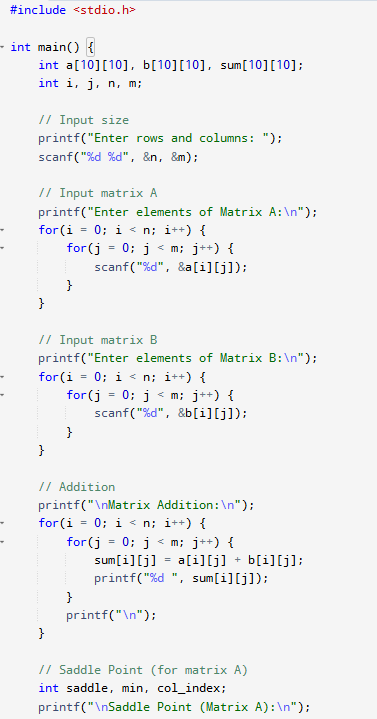 #include <stdio.h>
int main() {
    int a[10][10], b[10][10], sum[10][10];
    int i, j, n, m;
    // Input size
    printf("Enter rows and columns: ");
    scanf("%d %d", &n, &m);
    // Input matrix A
    printf("Enter elements of Matrix A:\n");
    for(i = 0; i < n; i++) {
        for(j = 0; j < m; j++) {
            scanf("%d", &a[i][j]);
        }
    }
    // Input matrix B
    printf("Enter elements of Matrix B:\n");
    for(i = 0; i < n; i++) {
        for(j = 0; j < m; j++) {
            scanf("%d", &b[i][j]);
        }
    }
    // Addition
    printf("\nMatrix Addition:\n");
    for(i = 0; i < n; i++) {
        for(j = 0; j < m; j++) {
            sum[i][j] = a[i][j] + b[i][j];
            printf("%d ", sum[i][j]);
        }
        printf("\n");
    }
    // Saddle Point (for matrix A)
    int saddle, min, col_index;
    printf("\nSaddle Point (Matrix A):\n");